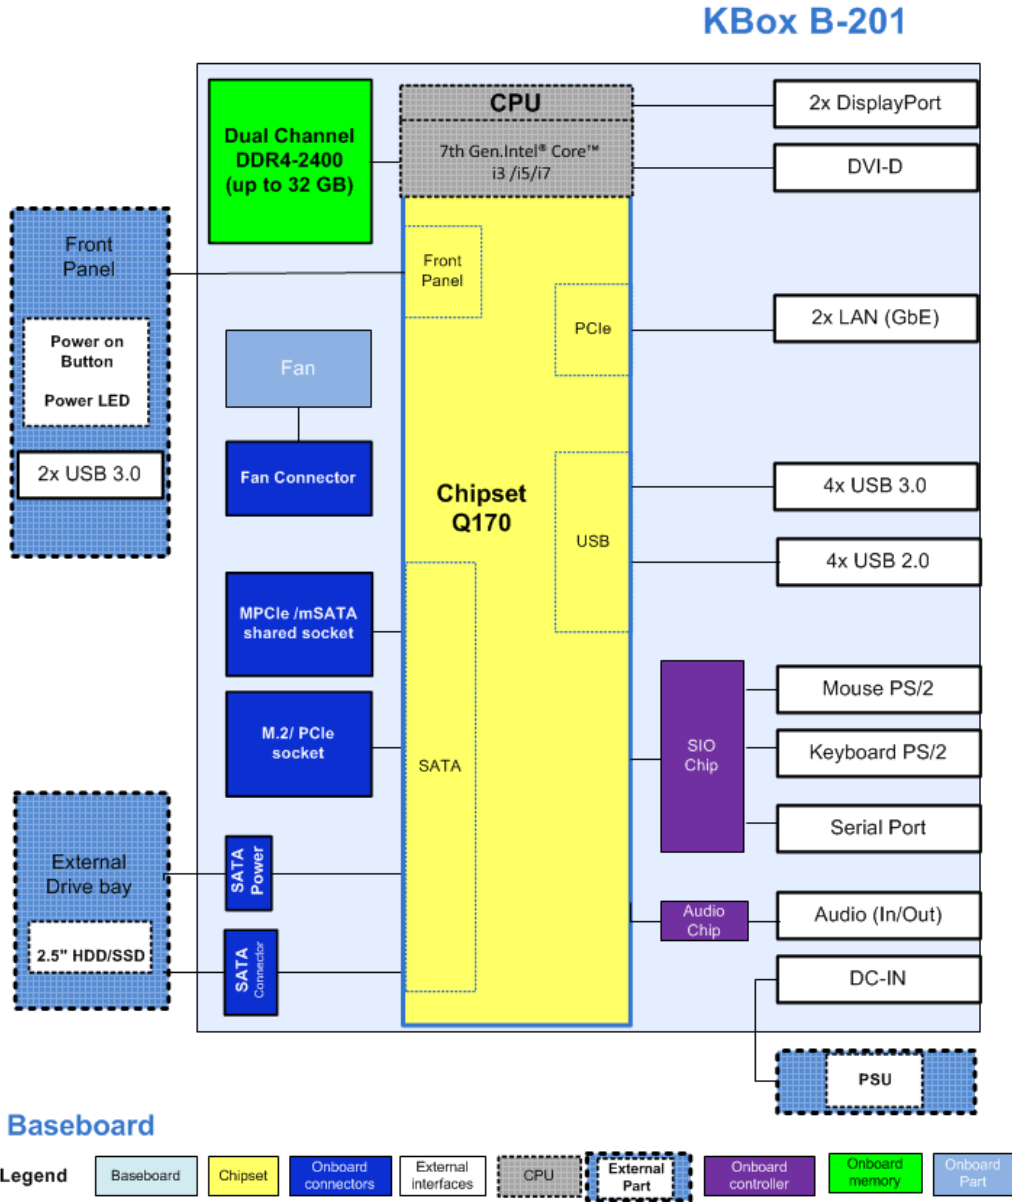 KBox B-201
CPU
7th Gen.Intel® Core™
i3 /i5/i7
Dual Channel
DDR4-2400
(up to 32 GB)
2x DisplayPort
DVI-D
Front
Panel
Power on
Button
Power LED
2x USB 3.0
Front
Panel
PCIe
2x LAN (GbE)
Fan
Fan Connector
Chipset
Q170
USB
4x USB 3.0
4x USB 2.0
MPCIe /mSATA
shared socket
M.2/ PCIe
socket
SATA
SIO
Chip
Mouse PS/2
Keyboard PS/2
Serial Port
External
Drive bay
2.5" HDD/SSD
SATA
Power
SATA
Connector
Audio
Chip
Audio (In/Out)
DC-IN
PSU
Baseboard
Legend
Baseboard
Chipset
Onboard
connectors
External
interfaces
CPU
External
Part
Onboard
controller
Onboard
memory
Onboard
Part